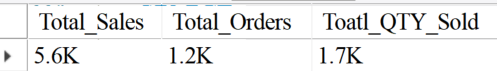 Total_Sales Total_Orders Toatl_QTY_Sold
5.6K 1.2K 1.7K